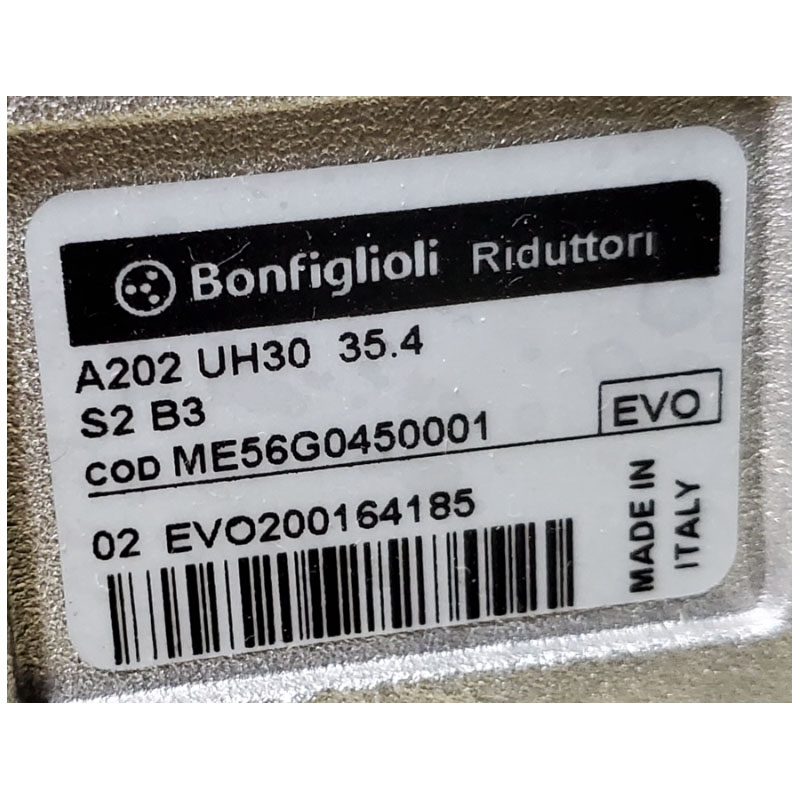 Bonfiglioli Riduttori
A202 UH30 35.4
S2 B3
EVO
COD ME56G0450001
02 EVO200164185
MADE IN
ITALY